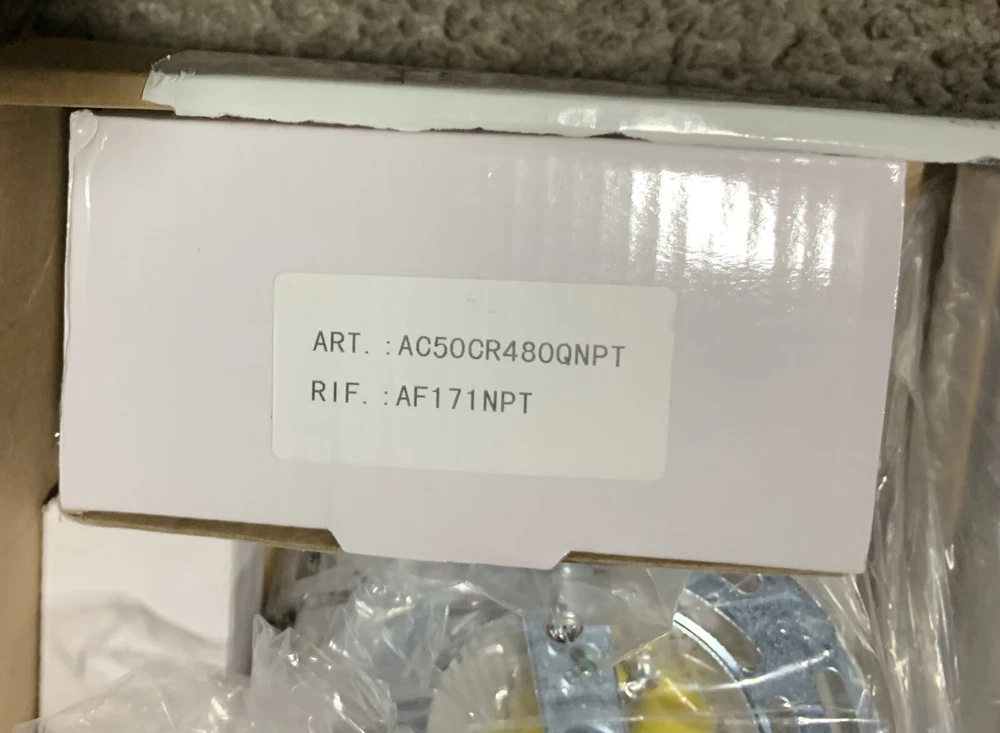 ART. :AC50CR480QNPT
RIF. :AF171NPT